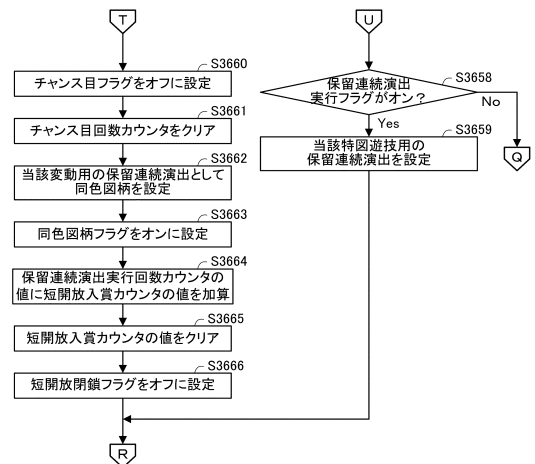 T
S3660
チャンス目フラグをオフに設定
S3661
チャンス目回数カウンタをクリア
S3662
当該変動用の保留連続演出として
同色図柄を設定
S3663
同色図柄フラグをオンに設定
S3664
保留連続演出実行回数カウンタの
値に短開放入賞カウンタの値を加算
S3665
短開放入賞カウンタの値をクリア
S3666
短開放閉鎖フラグをオフに設定
R
U
S3658
保留連続演出
実行フラグがオン?
No
Yes
S3659
当該特図遊技用の
保留連続演出を設定
Q